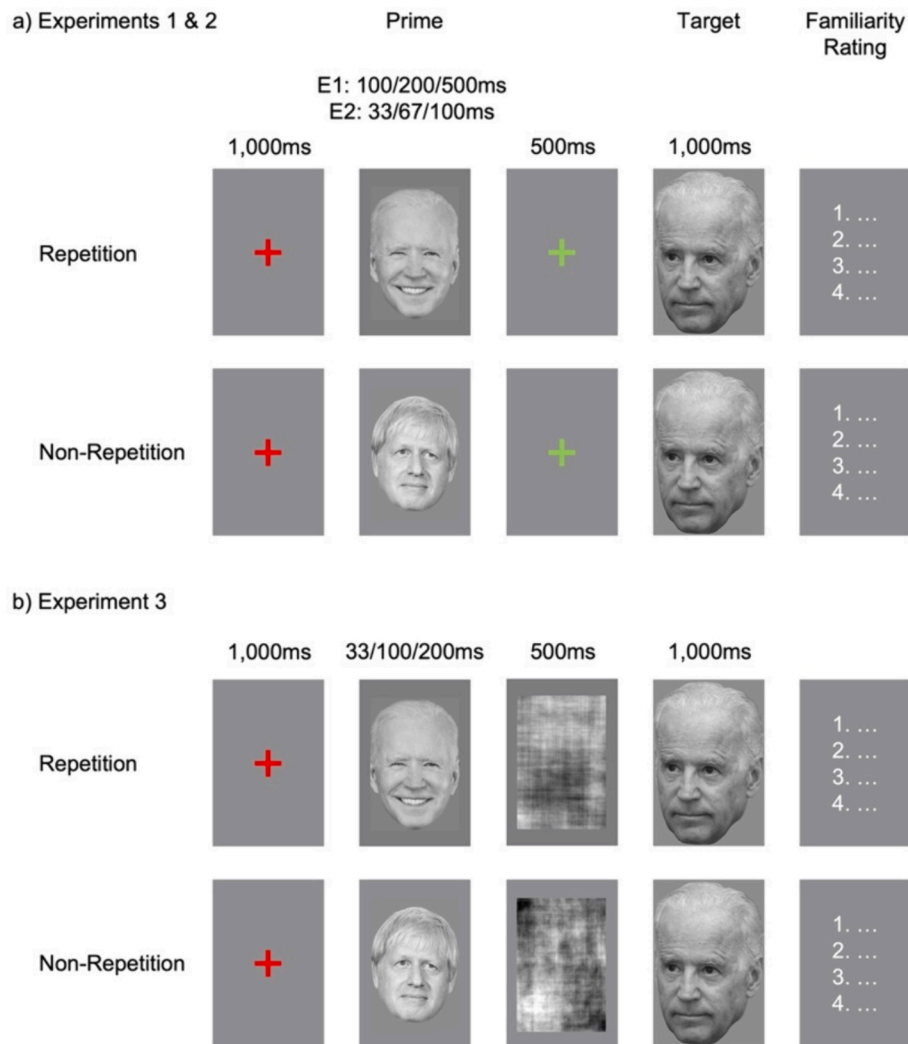 a) Experiments 1 & 2
Prime
Target
Familiarity
Rating
E1: 100/200/500ms
E2: 33/67/100ms
1,000ms
500ms
1,000ms
Repetition
1. ...
2. ...
3. ...
4. ...
Non-Repetition
1. ...
2. ...
3. ...
4. ...
b) Experiment 3
1,000ms
33/100/200ms
500ms
1,000ms
Repetition
1. ...
2. ...
3. ...
4. ...
Non-Repetition
1. ...
2. ...
3. ...
4. ...